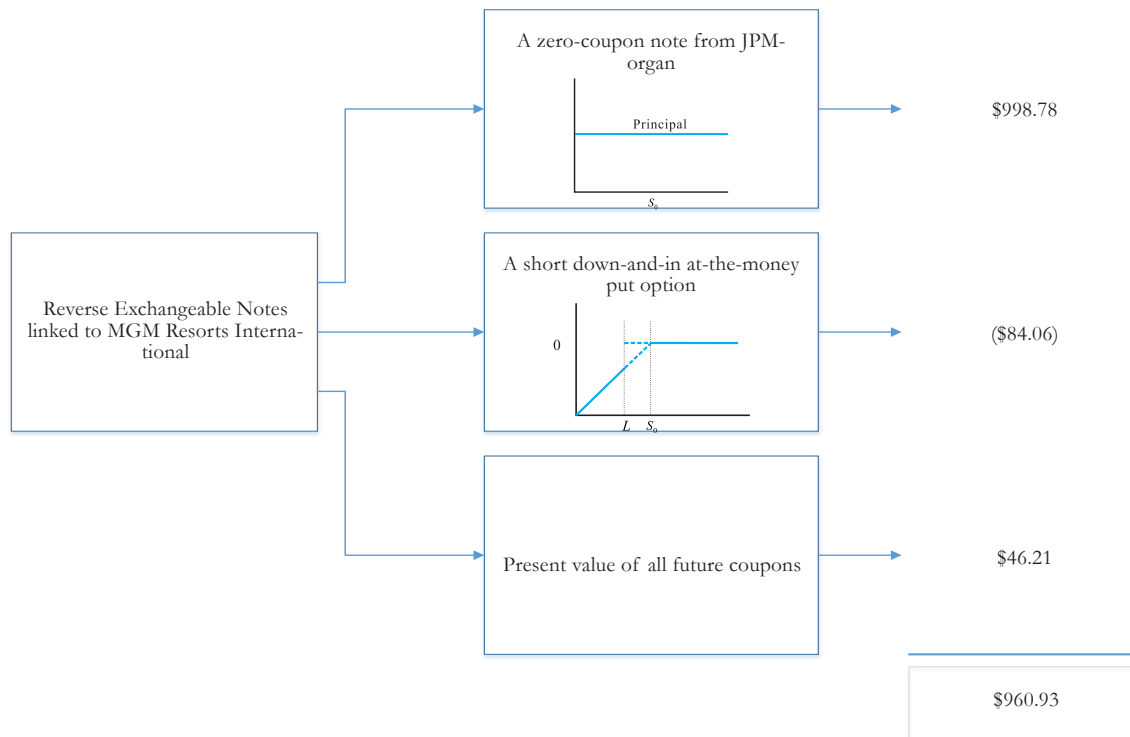 A zero-coupon note from JPM-
organ
Principal
S₀
$998.78
Reverse Exchangeable Notes
linked to MGM Resorts Interna-
tional
A short down-and-in at-the-money
put option
0
L S₀
($84.06)
Present value of all future coupons
$46.21
$960.93